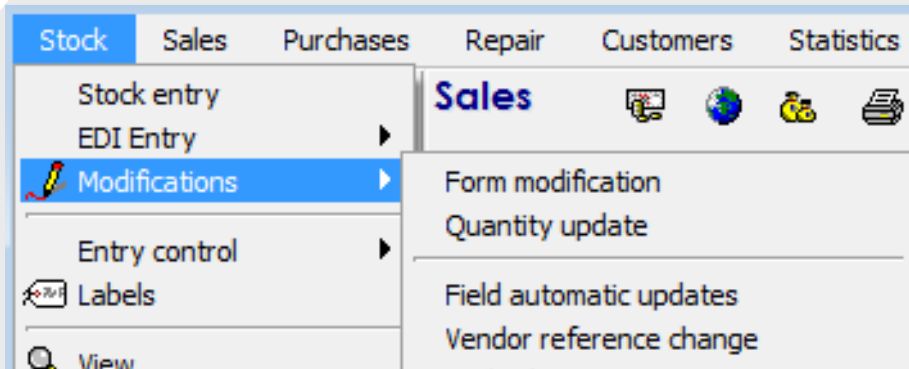 Stock Sales Purchases Repair Customers Statistics
Stock entry
Sales
EDI Entry
Modifications
Form modification
Quantity update
Entry control
Labels
Field automatic updates
Vendor reference change
View